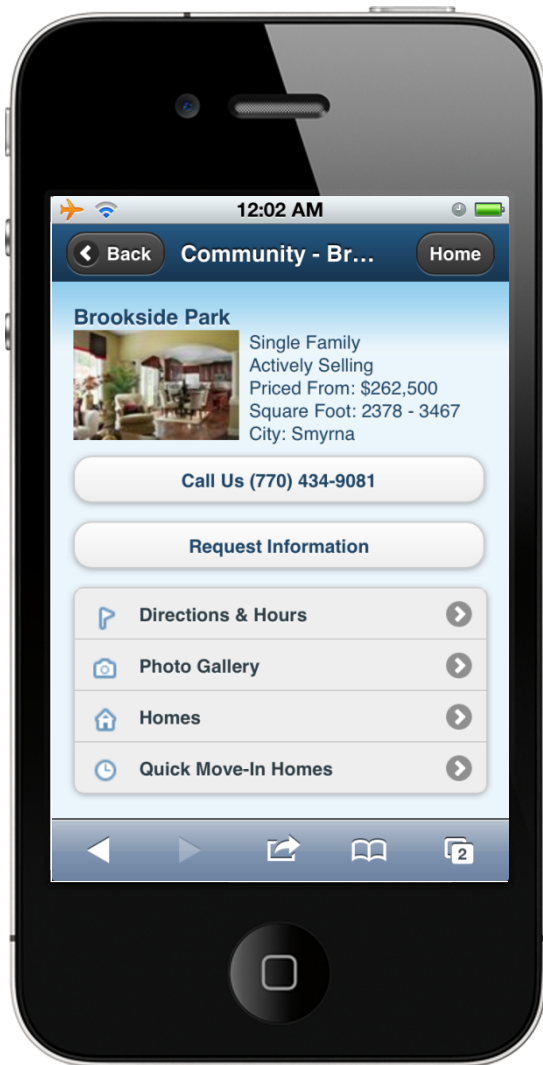 12:02 AM
Back
Community - Br...
Home
Brookside Park
Single Family
Actively Selling
Priced From: $262,500
Square Foot: 2378 - 3467
City: Smyrna
Call Us (770) 434-9081
Request Information
Directions & Hours
Photo Gallery
Homes
Quick Move-In Homes
2